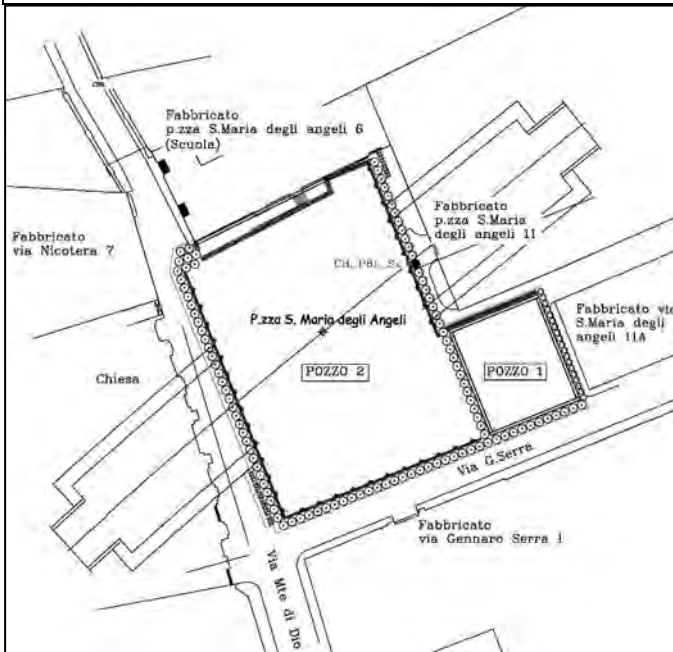 Fabbricato
p.zza S.Maria degli angeli 6
(Scuola)
Fabbricato
via Nicotera 7
Fabbricato
p.zza S.Maria
degli angeli 11
P.zza S. Maria degli Angeli
POZZO 2
POZZO 1
Fabbricato via
S.Maria degli
angeli 11A
Chiesa
Via G.Serra
Fabbricato
via Gennaro Serra 1
Via Mte di Dio